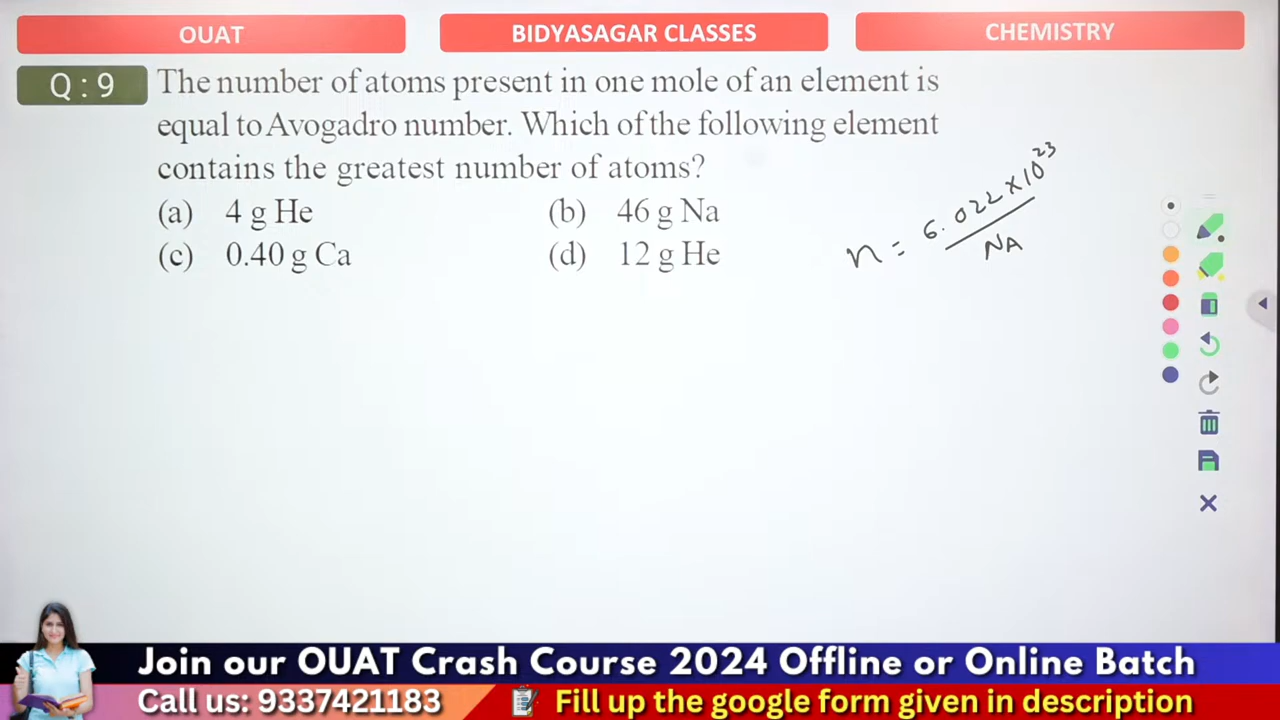 OUAT
BIDYASAGAR CLASSES
CHEMISTRY
Q : 9
The number of atoms present in one mole of an element is
equal to Avogadro number. Which of the following element
contains the greatest number of atoms?
(a) 4 g He
(b) 46 g Na
(c) 0.40 g Ca
(d) 12 g He
n = 6.022 × 10²³
NA
Join our OUAT Crash Course 2024 Offline or Online Batch
Call us: 9337421183
Fill up the google form given in description